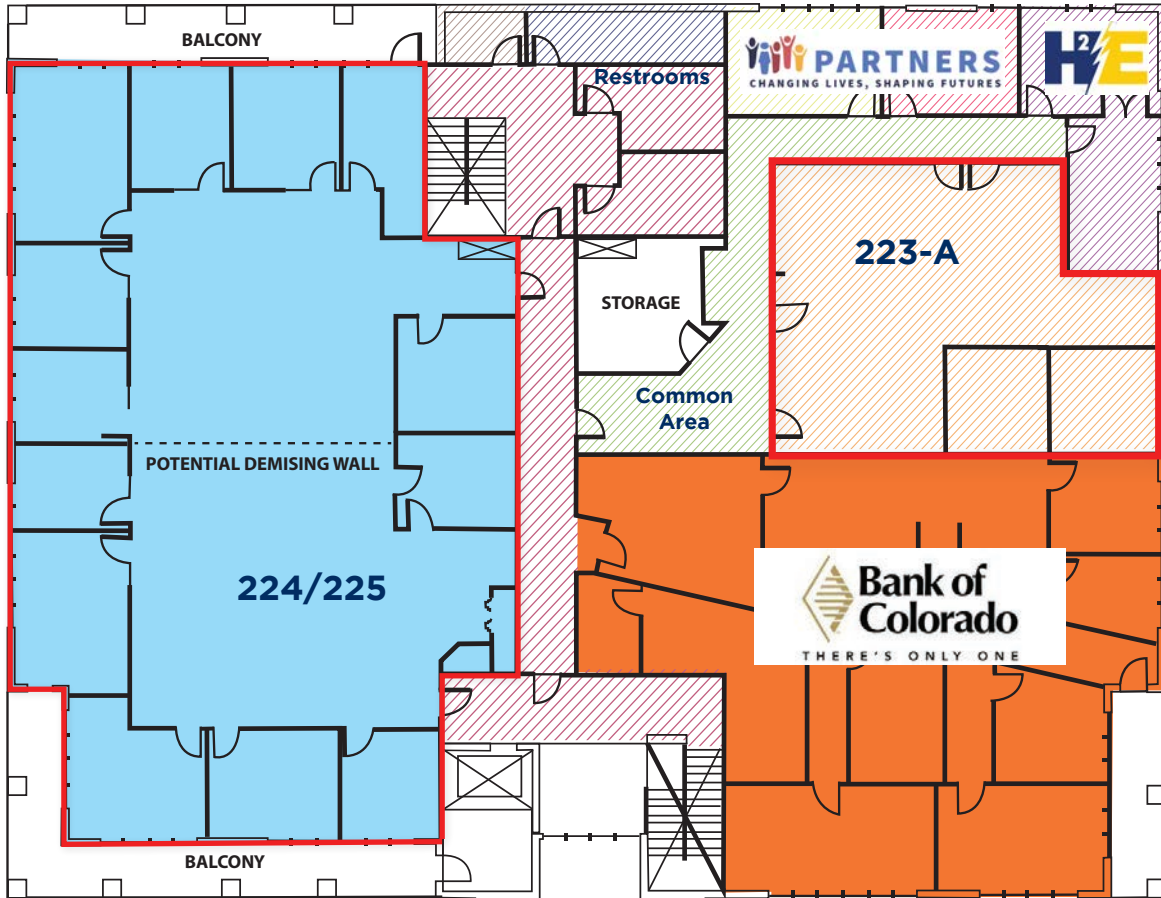 BALCONY
Restrooms
PARTNERS
CHANGING LIVES, SHAPING FUTURES
H2E
223-A
STORAGE
Common
Area
POTENTIAL DEMISING WALL
224/225
Bank of
Colorado
THERE'S ONLY ONE
BALCONY